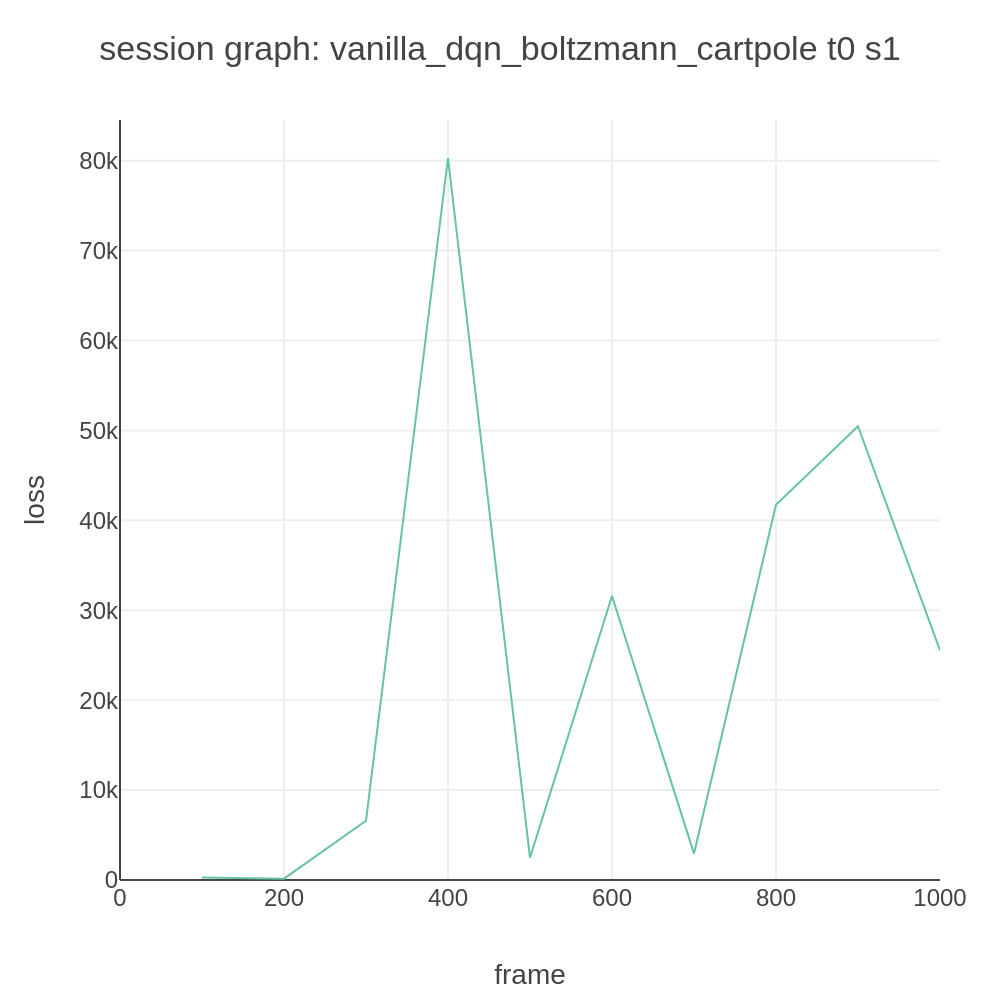 session graph: vanilla_dqn_boltzmann_cartpole t0 s1
80k
70k
60k
50k
40k
30k
20k
10k
0
loss
0 200 400 600 800 1000
frame